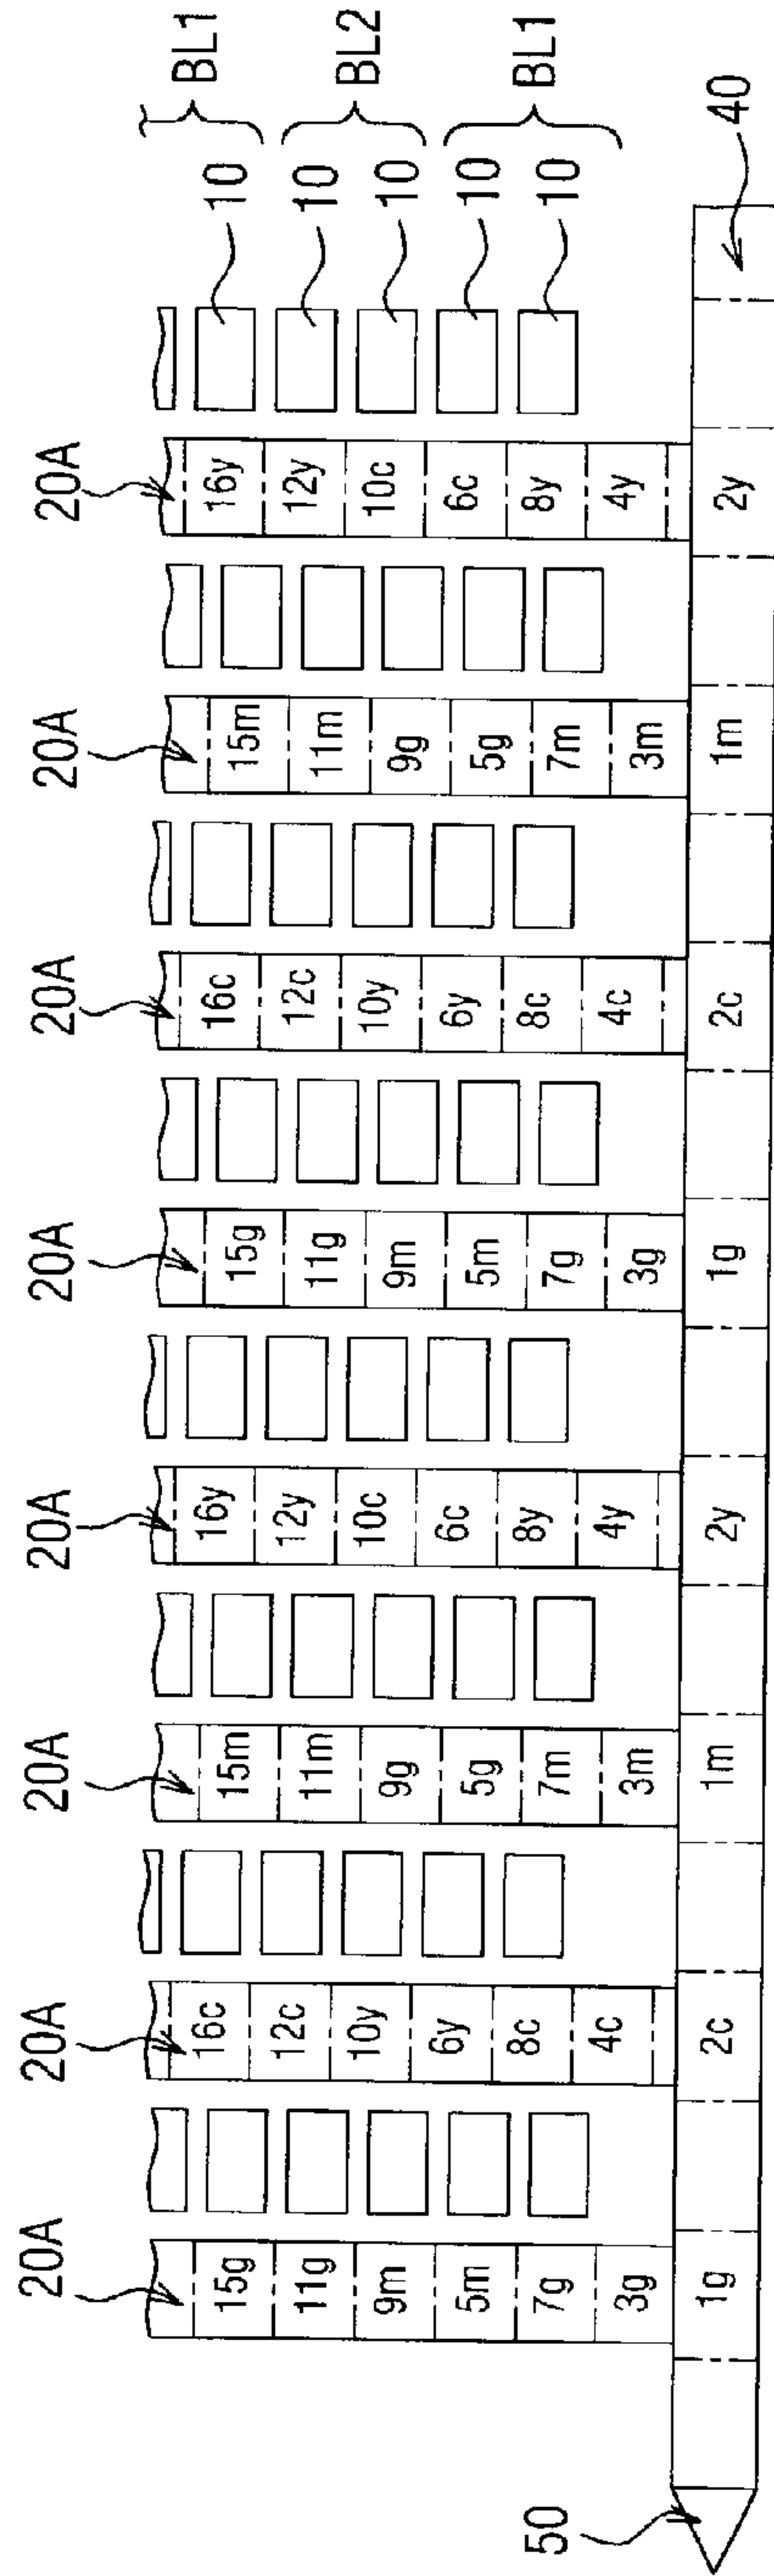 20A 20A 20A 20A 20A 20A 20A 20A
15g 16c 15m 16y 15g 16c 15m 16y 10 BL1
11g 12c 11m 12y 11g 12c 11m 12y 10
BL2
9m 10y 9g 10c 9m 10y 9g 10c 10
5m 6y 5g 6c 5m 6y 5g 6c 10
BL1
50 7g 8c 7m 8y 7g 8c 7m 8y 10
3g 4c 3m 4y 3g 4c 3m 4y
1g 2c 1m 2y 1g 2c 1m 2y 40